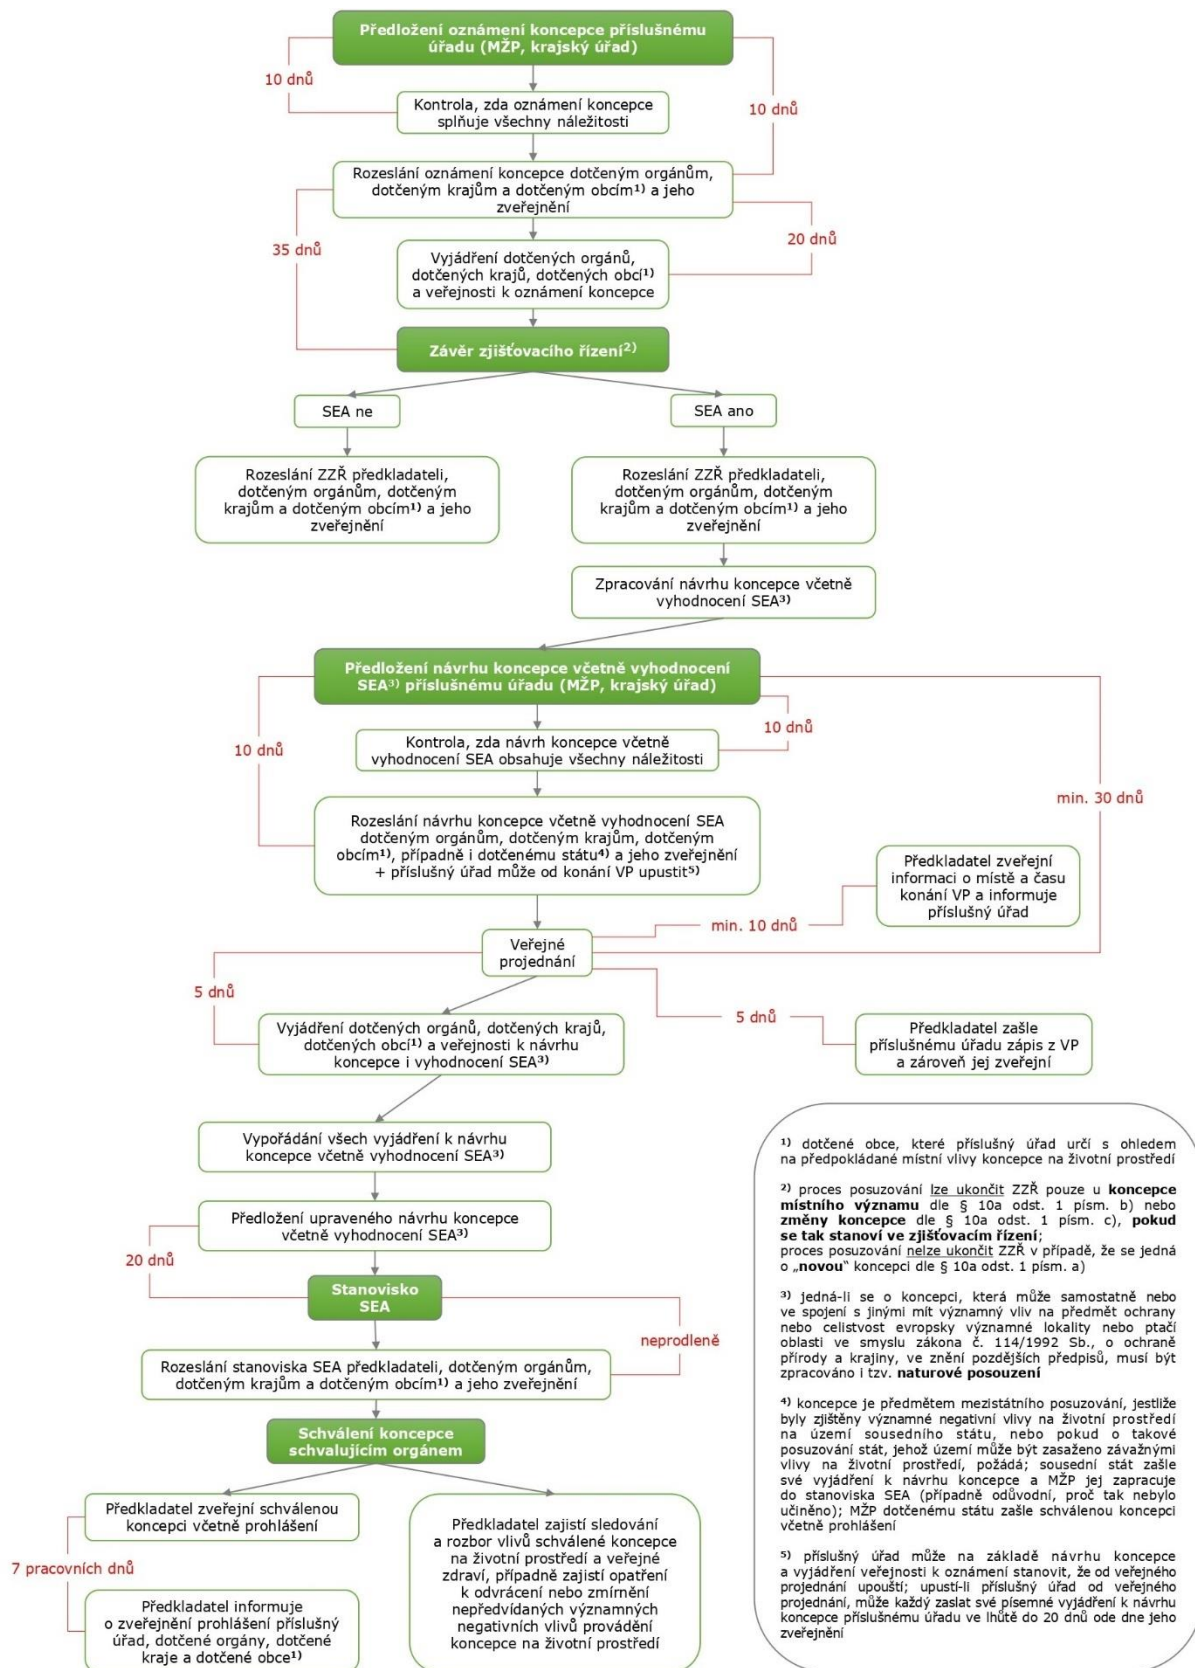 Předložení oznámení koncepce příslušnému
úřadu (MŽP, krajský úřad)
10 dnů
10 dnů
Kontrola, zda oznámení koncepce
splňuje všechny náležitosti
Rozeslání oznámení koncepce dotčeným orgánům,
dotčeným krajům a dotčeným obcím¹⁾ a jeho
zveřejnění
35 dnů
20 dnů
Vyjádření dotčených orgánů,
dotčených krajů, dotčených obcí¹⁾
a veřejnosti k oznámení koncepce
Závěr zjišťovacího řízení²⁾
SEA ne
SEA ano
Rozeslání ZZŘ předkladateli,
dotčeným orgánům, dotčeným
krajům a dotčeným obcím¹⁾ a jeho
zveřejnění
Rozeslání ZZŘ předkladateli,
dotčeným orgánům, dotčeným
krajům a dotčeným obcím¹⁾ a jeho
zveřejnění
Zpracování návrhu koncepce včetně
vyhodnocení SEA³⁾
Předložení návrhu koncepce včetně vyhodnocení
SEA³⁾ příslušnému úřadu (MŽP, krajský úřad)
10 dnů
10 dnů
Kontrola, zda návrh koncepce včetně
vyhodnocení SEA obsahuje všechny náležitosti
min. 30 dnů
Rozeslání návrhu koncepce včetně vyhodnocení SEA
dotčeným orgánům, dotčeným krajům, dotčeným
obcím¹⁾, případně i dotčenému státu⁴⁾ a jeho zveřejnění
+ příslušný úřad může od konání VP upustit⁵⁾
Předkladatel zveřejní
informaci o místě a času
konání VP a informuje
příslušný úřad
min. 10 dnů
Veřejné
projednání
5 dnů
5 dnů
Vyjádření dotčených orgánů, dotčených krajů,
dotčených obcí¹⁾ a veřejnosti k návrhu
koncepce i vyhodnocení SEA³⁾
Předkladatel zašle
příslušnému úřadu zápis z VP
a zároveň jej zveřejní
Vypořádání všech vyjádření k návrhu
koncepce včetně vyhodnocení SEA³⁾
Předložení upraveného návrhu koncepce
včetně vyhodnocení SEA³⁾
20 dnů
Stanovisko
SEA
neprodleně
Rozeslání stanoviska SEA předkladateli, dotčeným orgánům,
dotčeným krajům a dotčeným obcím¹⁾ a jeho zveřejnění
Schválení koncepce
schvalujícím orgánem
Předkladatel zveřejní schválenou
koncepci včetně prohlášení
7 pracovních dnů
Předkladatel informuje
o zveřejnění prohlášení příslušný
úřad, dotčené orgány, dotčené
kraje a dotčené obce¹⁾
Předkladatel zajistí sledování
a rozbor vlivů schválené koncepce
na životní prostředí a veřejné
zdraví, případně zajistí opatření
k odvrácení nebo zmírnění
nepředvídaných významných
negativních vlivů provádění
koncepce na životní prostředí
¹⁾ dotčené obce, které příslušný úřad určí s ohledem
na předpokládané místní vlivy koncepce na životní prostředí
²⁾ proces posuzování lze ukončit ZZŘ pouze u koncepce
místního významu dle § 10a odst. 1 písm. b) nebo
změny koncepce dle § 10a odst. 1 písm. c), pokud
se tak stanoví ve zjišťovacím řízení;
proces posuzování nelze ukončit ZZŘ v případě, že se jedná
o „novou“ koncepci dle § 10a odst. 1 písm. a)
³⁾ jedná-li se o koncepci, která může samostatně nebo
ve spojení s jinými mít významný vliv na předmět ochrany
nebo celistvost evropsky významné lokality nebo ptačí
oblasti ve smyslu zákona č. 114/1992 Sb., o ochraně
přírody a krajiny, ve znění pozdějších předpisů, musí být
zpracováno i tzv. naturové posouzení
⁴⁾ koncepce je předmětem mezistátního posuzování, jestliže
byly zjištěny významné negativní vlivy na životní prostředí
na území sousedního státu, nebo pokud o takové
posuzování stát, jehož území může být zasaženo závažnými
vlivy na životní prostředí, požádá; sousední stát zašle
své vyjádření k návrhu koncepce a MŽP jej zapracuje
do stanoviska SEA (případně odůvodní, proč tak nebylo
učiněno); MŽP dotčenému státu zašle schválenou koncepci
včetně prohlášení
⁵⁾ příslušný úřad může na základě návrhu koncepce
a vyjádření veřejnosti k oznámení stanovit, že od veřejného
projednání upouští; upustí-li příslušný úřad od veřejného
projednání, může každý zaslat své písemné vyjádření k návrhu
koncepce příslušnému úřadu ve lhůtě do 20 dnů ode dne jeho
zveřejnění